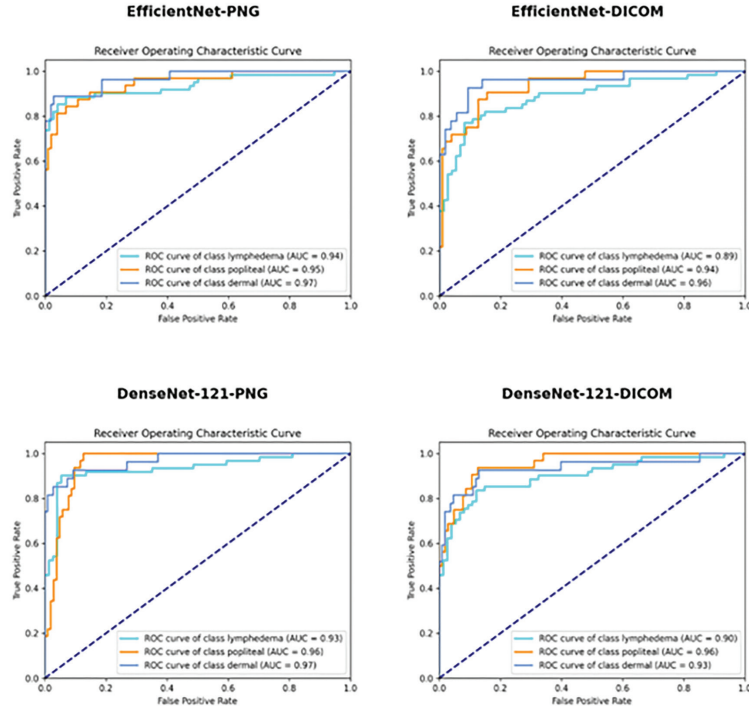 EfficientNet-PNG
Receiver Operating Characteristic Curve
True Positive Rate
1.0
0.8
0.6
0.4
0.2
0.0
ROC curve of class lymphedema (AUC = 0.94)
ROC curve of class popliteal (AUC = 0.95)
ROC curve of class dermal (AUC = 0.97)
0.0 0.2 0.4 0.6 0.8 1.0
False Positive Rate
EfficientNet-DICOM
Receiver Operating Characteristic Curve
True Positive Rate
1.0
0.8
0.6
0.4
0.2
0.0
ROC curve of class lymphedema (AUC = 0.89)
ROC curve of class popliteal (AUC = 0.94)
ROC curve of class dermal (AUC = 0.96)
0.0 0.2 0.4 0.6 0.8 1.0
False Positive Rate
DenseNet-121-PNG
Receiver Operating Characteristic Curve
True Positive Rate
1.0
0.8
0.6
0.4
0.2
0.0
ROC curve of class lymphedema (AUC = 0.93)
ROC curve of class popliteal (AUC = 0.96)
ROC curve of class dermal (AUC = 0.97)
0.0 0.2 0.4 0.6 0.8 1.0
False Positive Rate
DenseNet-121-DICOM
Receiver Operating Characteristic Curve
True Positive Rate
1.0
0.8
0.6
0.4
0.2
0.0
ROC curve of class lymphedema (AUC = 0.90)
ROC curve of class popliteal (AUC = 0.96)
ROC curve of class dermal (AUC = 0.93)
0.0 0.2 0.4 0.6 0.8 1.0
False Positive Rate